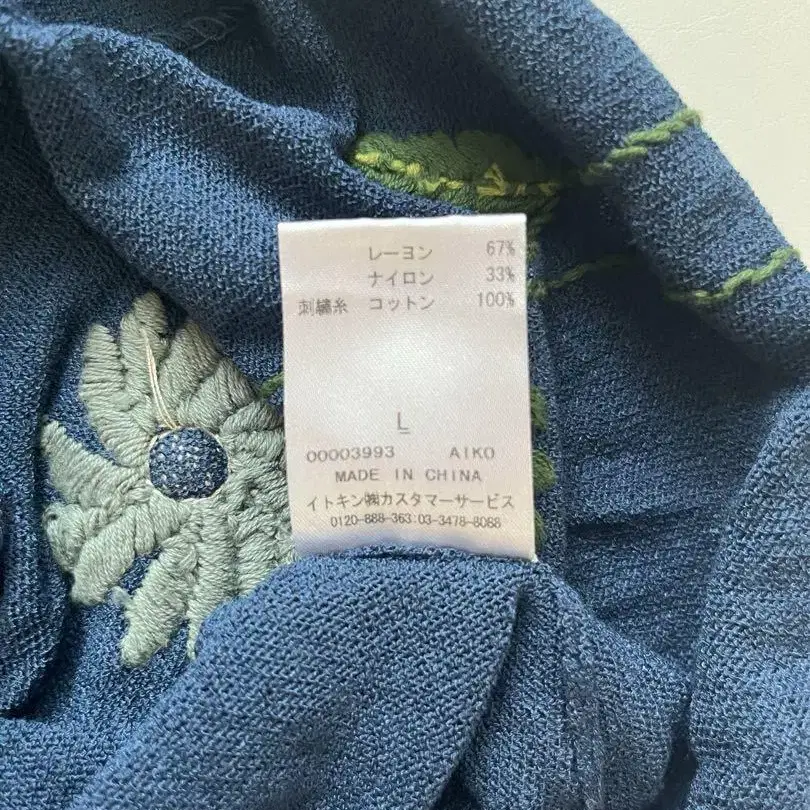 レーヨン 67%
ナイロン 33%
刺繍糸 コットン 100%
L
00003993 AIKO
MADE IN CHINA
イトキン㈱カスタマーサービス
0120-888-363:03-3478-8088